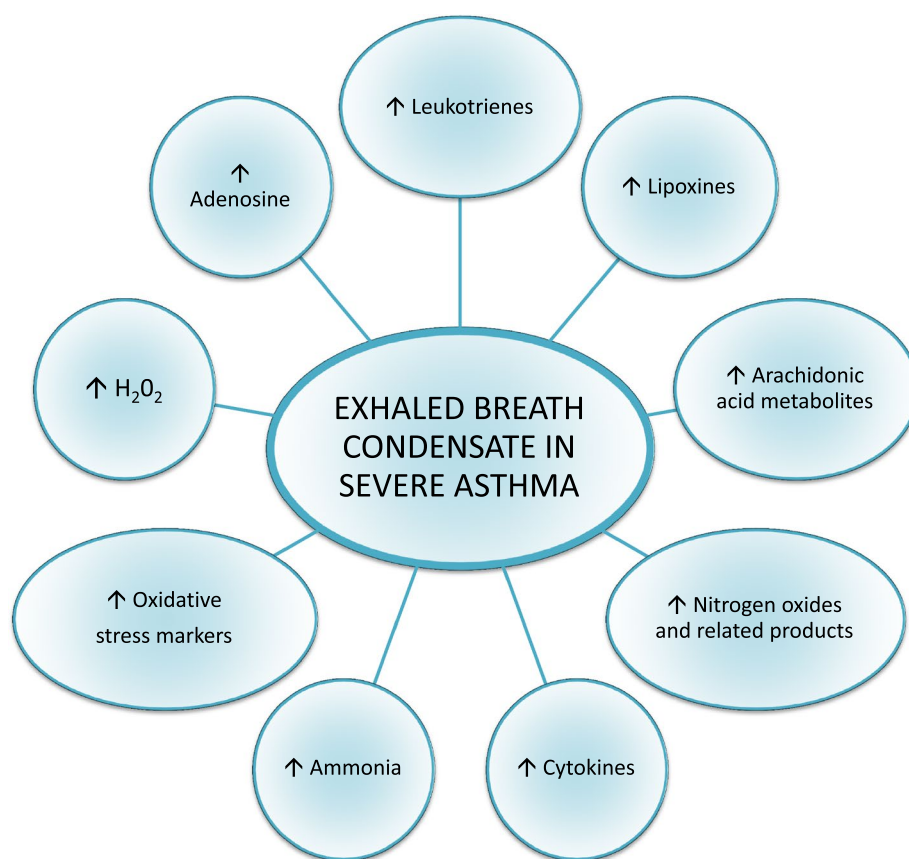 ↑ Leukotrienes
↑
Adenosine
↑ Lipoxines
↑ H₂0₂
↑ Arachidonic
acid metabolites
EXHALED BREATH
CONDENSATE IN
SEVERE ASTHMA
↑ Oxidative
stress markers
↑ Nitrogen oxides
and related products
↑ Ammonia
↑ Cytokines